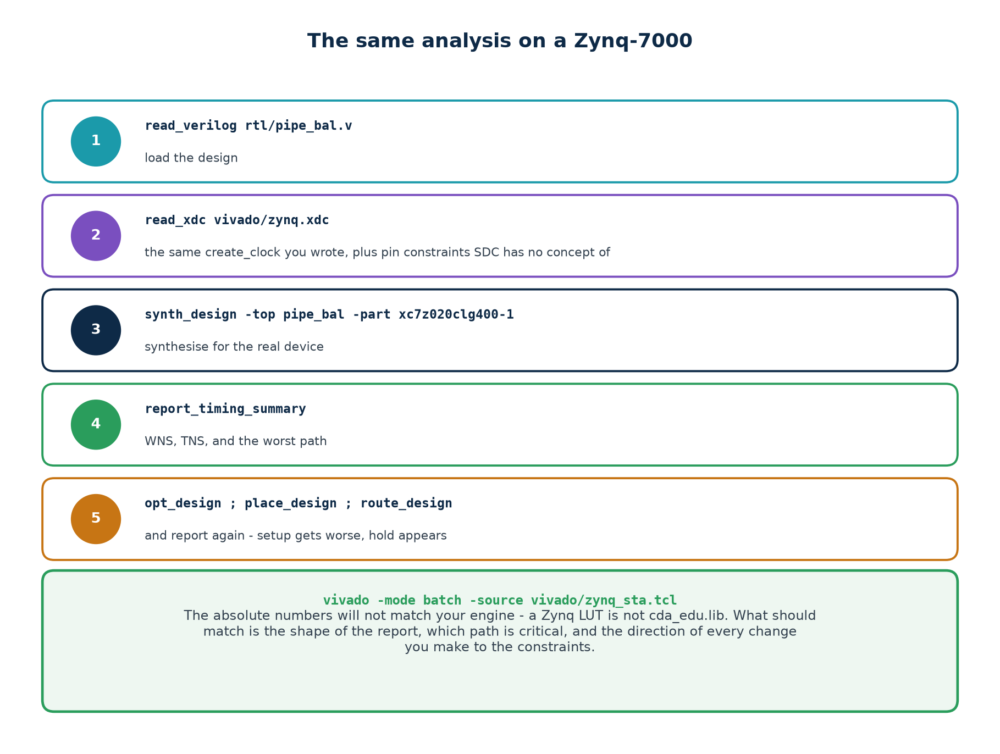 The same analysis on a Zynq-7000
1
read_verilog rtl/pipe_bal.v
load the design
2
read_xdc vivado/zynq.xdc
the same create_clock you wrote, plus pin constraints SDC has no concept of
3
synth_design -top pipe_bal -part xc7z020clg400-1
synthesise for the real device
4
report_timing_summary
WNS, TNS, and the worst path
5
opt_design ; place_design ; route_design
and report again - setup gets worse, hold appears
vivado -mode batch -source vivado/zynq_sta.tcl
The absolute numbers will not match your engine - a Zynq LUT is not cda_edu.lib. What should
match is the shape of the report, which path is critical, and the direction of every change
you make to the constraints.